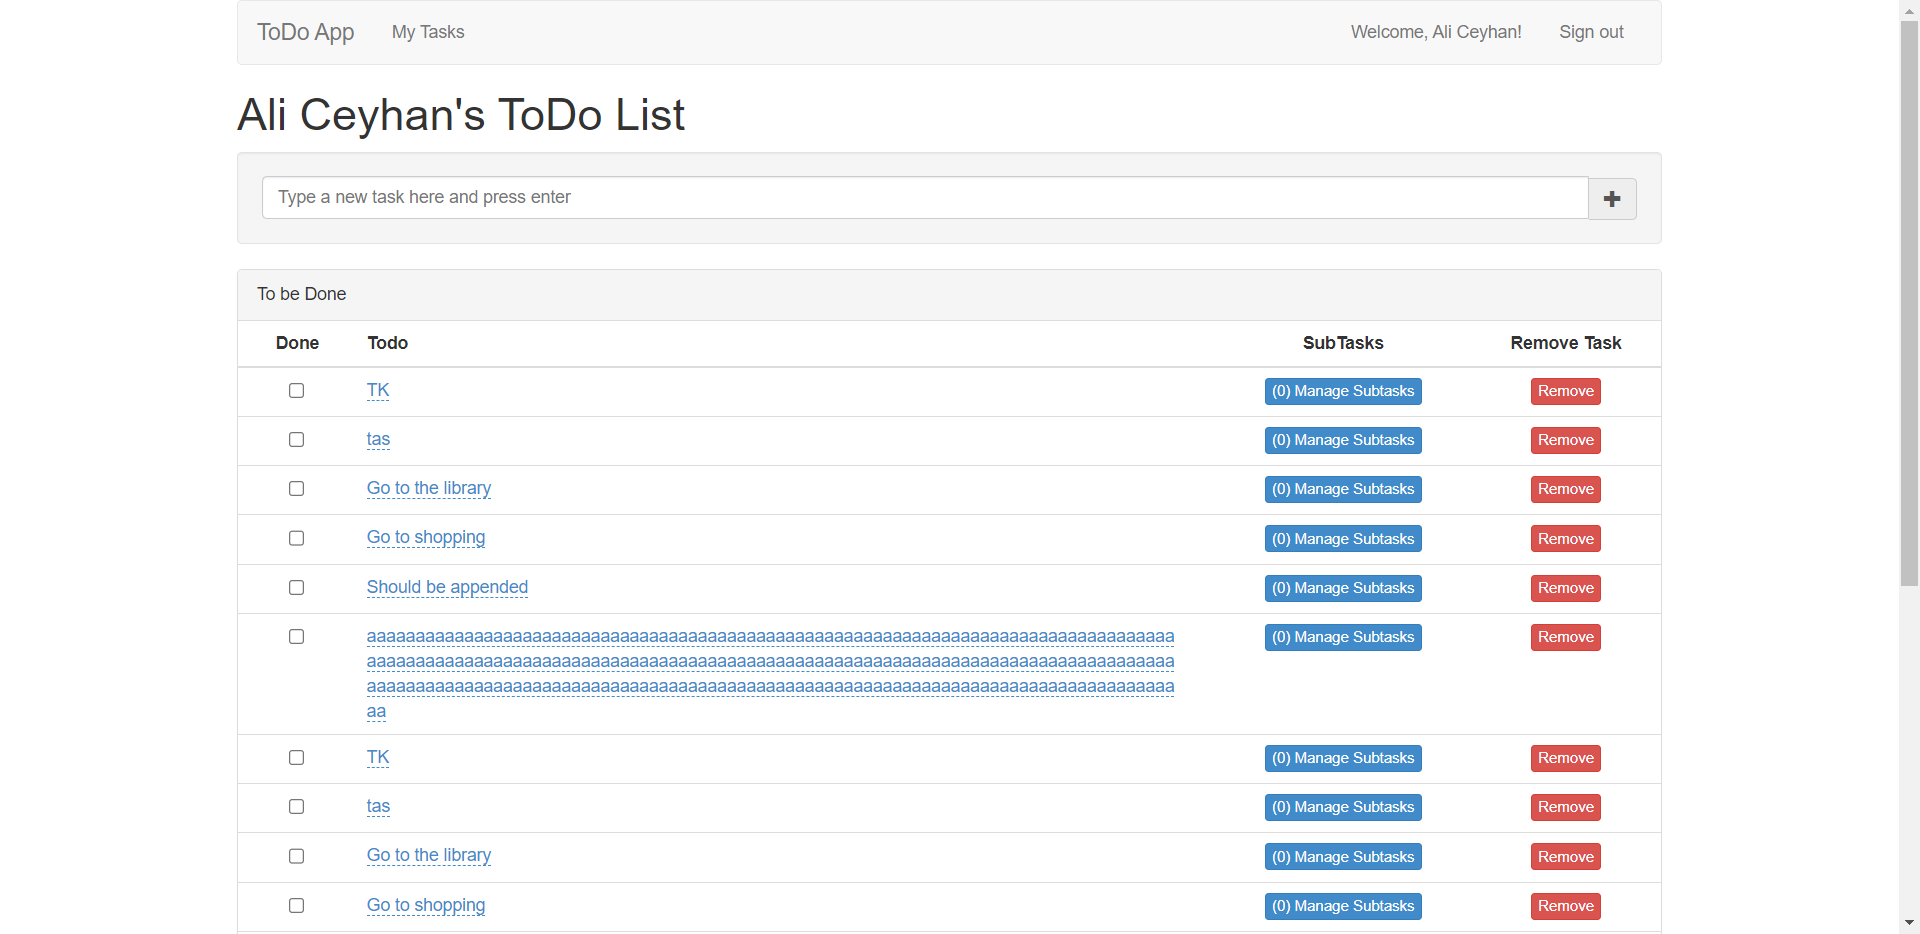 ToDo App My Tasks Welcome, Ali Ceyhan! Sign out
Ali Ceyhan's ToDo List
Type a new task here and press enter
To be Done
Done Todo SubTasks Remove Task
TK (0) Manage Subtasks Remove
tas (0) Manage Subtasks Remove
Go to the library (0) Manage Subtasks Remove
Go to shopping (0) Manage Subtasks Remove
Should be appended (0) Manage Subtasks Remove
aaaaaaaaaaaaaaaaaaaaaaaaaaaaaaaaaaaaaaaaaaaaaaaaaaaaaaaaaaaaaaaaaaaaaaaaaaaaaaaaaaa (0) Manage Subtasks Remove
aaaaaaaaaaaaaaaaaaaaaaaaaaaaaaaaaaaaaaaaaaaaaaaaaaaaaaaaaaaaaaaaaaaaaaaaaaaaaaaaaaa
aaaaaaaaaaaaaaaaaaaaaaaaaaaaaaaaaaaaaaaaaaaaaaaaaaaaaaaaaaaaaaaaaaaaaaaaaaaaaaaaaaa
aa
TK (0) Manage Subtasks Remove
tas (0) Manage Subtasks Remove
Go to the library (0) Manage Subtasks Remove
Go to shopping (0) Manage Subtasks Remove